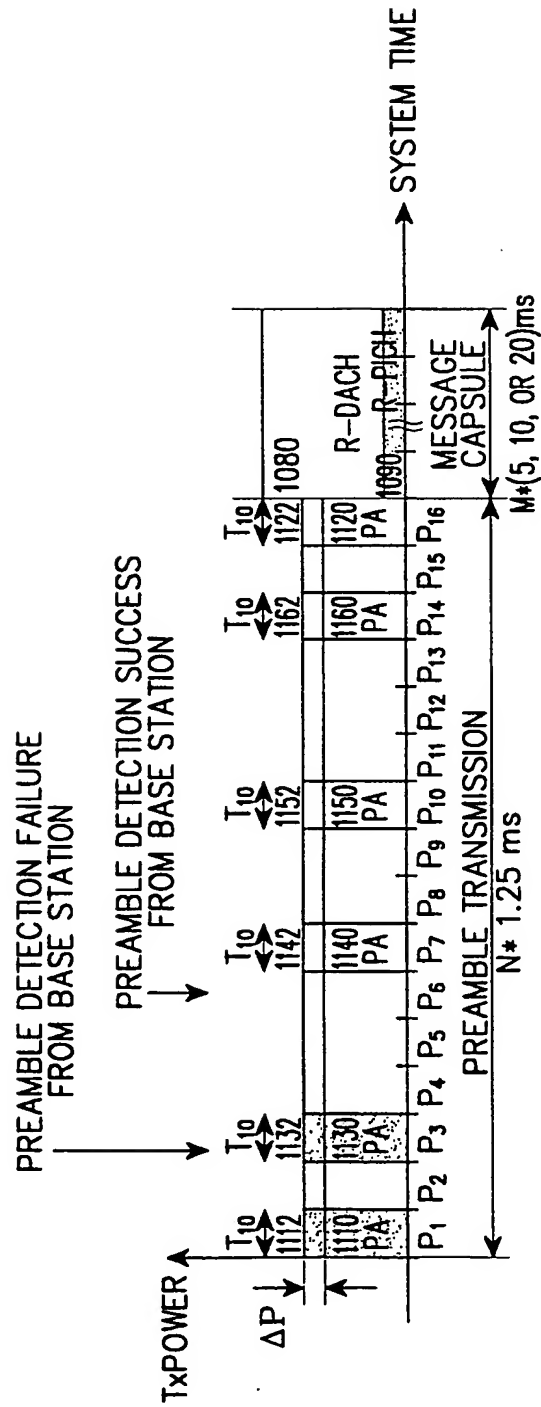 PREAMBLE DETECTION FAILURE
FROM BASE STATION
PREAMBLE DETECTION SUCCESS
FROM BASE STATION
TxPOWER
ΔP
T10 T10 T10 T10 T10 T10
1112 1132 1142 1152 1162 1122
1080
1110 1130 1140 1150 1160 1120
PA PA PA PA PA PA
R-DACH
1090
R-PICH
SYSTEM TIME
P1 P2 P3 P4 P5 P6 P7 P8 P9 P10 P11 P12 P13 P14 P15 P16
PREAMBLE TRANSMISSION
N* 1.25 ms
MESSAGE
CAPSULE
M*(5, 10, OR 20)ms